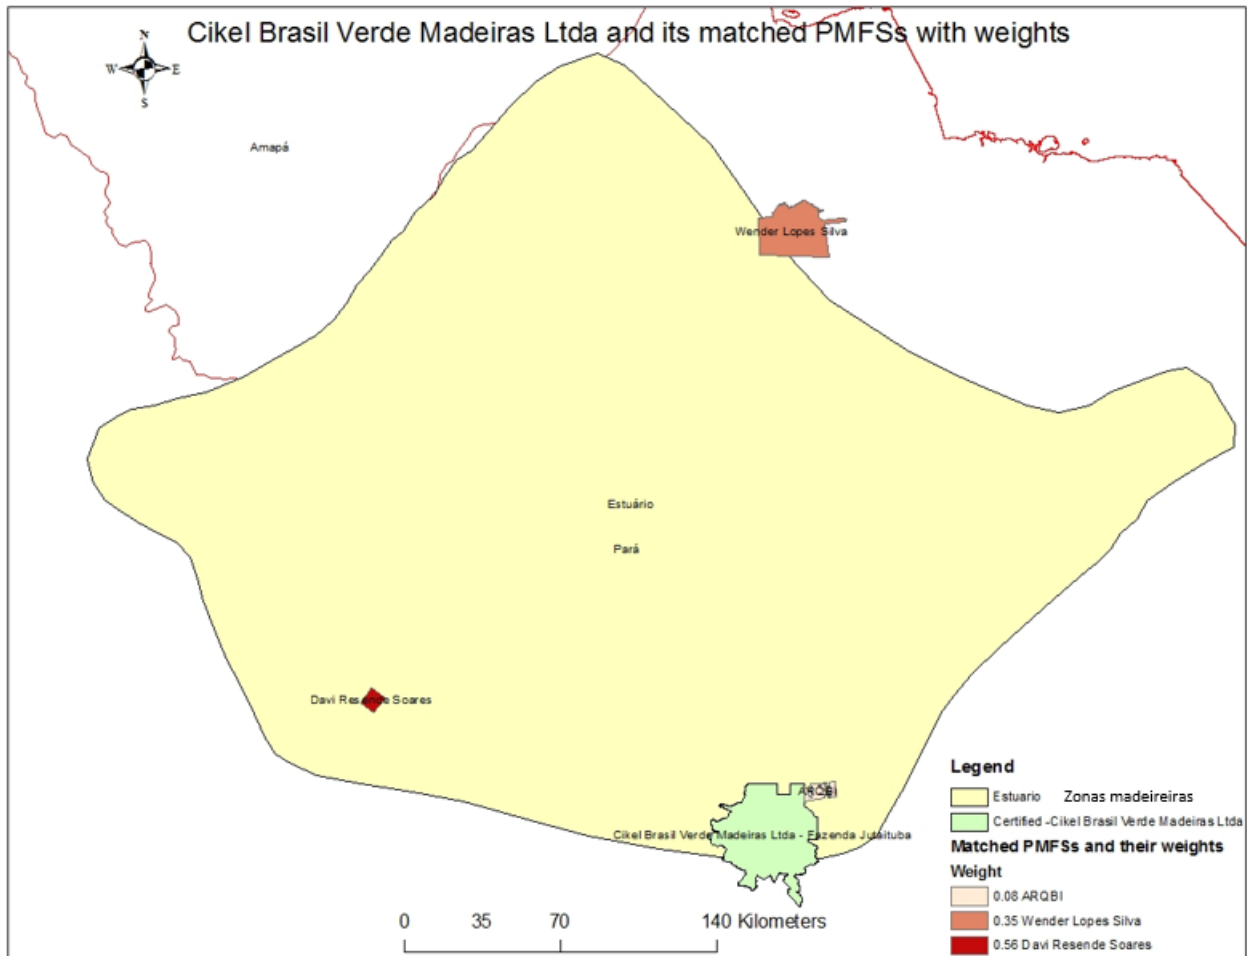 Cikel Brasil Verde Madeiras Ltda and its matched PMFSs with weights
N
W E
S
Amapá
Wender Lopes Silva
Estuário
Pará
Davi Resende Soares
ARQBI
Cikel Brasil Verde Madeiras Ltda - Fazenda Jutaituba
Legend
Estuario Zonas madeireiras
Certified -Cikel Brasil Verde Madeiras Ltda
Matched PMFSs and their weights
Weight
0.08 ARQBI
0.35 Wender Lopes Silva
0.56 Davi Resende Soares
0 35 70 140 Kilometers